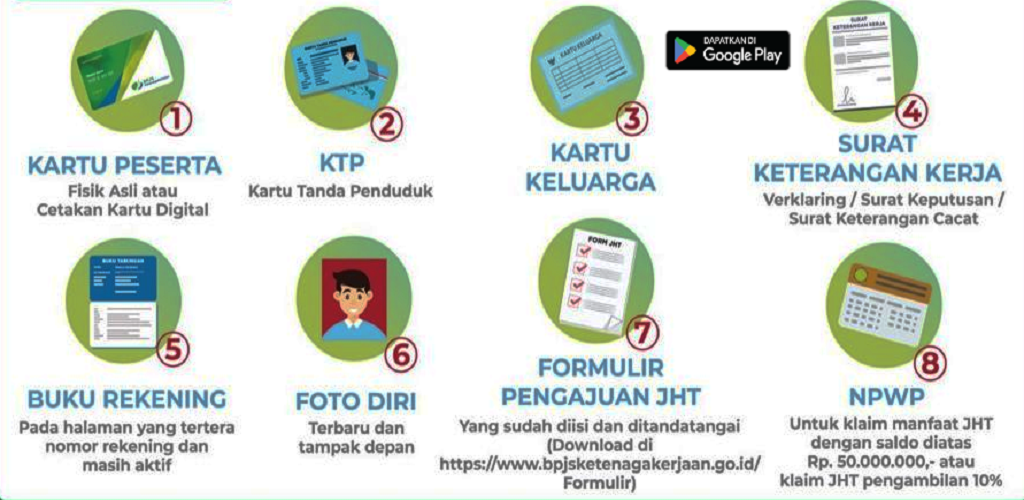 1
KARTU PESERTA
Fisik Asli atau
Cetakan Kartu Digital
KARTU TANDA PENDUDUK
2
KTP
Kartu Tanda Penduduk
KARTU KELUARGA
3
KARTU
KELUARGA
DAPATKAN DI
Google Play
SURAT
KETERANGAN KERJA
4
SURAT
KETERANGAN KERJA
Verklaring / Surat Keputusan /
Surat Keterangan Cacat
BUKU TABUNGAN
5
BUKU REKENING
Pada halaman yang tertera
nomor rekening dan
masih aktif
6
FOTO DIRI
Terbaru dan
tampak depan
FORM JHT
7
FORMULIR
PENGAJUAN JHT
Yang sudah diisi dan ditandatangai
(Download di
https://www.bpjsketenagakerjaan.go.id/
Formulir)
8
NPWP
Untuk klaim manfaat JHT
dengan saldo diatas
Rp. 50.000.000,- atau
klaim JHT pengambilan 10%